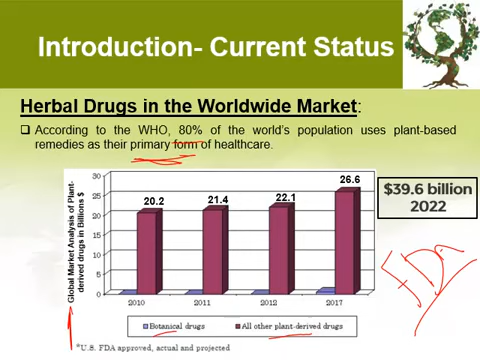 Introduction- Current Status
Herbal Drugs in the Worldwide Market:
❑ According to the WHO, 80% of the world's population uses plant-based
remedies as their primary form of healthcare.
Global Market Analysis of Plant-
derived drugs in Billions $
30
25
20
15
10
5
0
20.2
21.4
22.1
26.6
2010
2011
2012
2017
Botanical drugs
All other plant-derived drugs
*U.S. FDA approved, actual and projected
$39.6 billion
2022
FDA